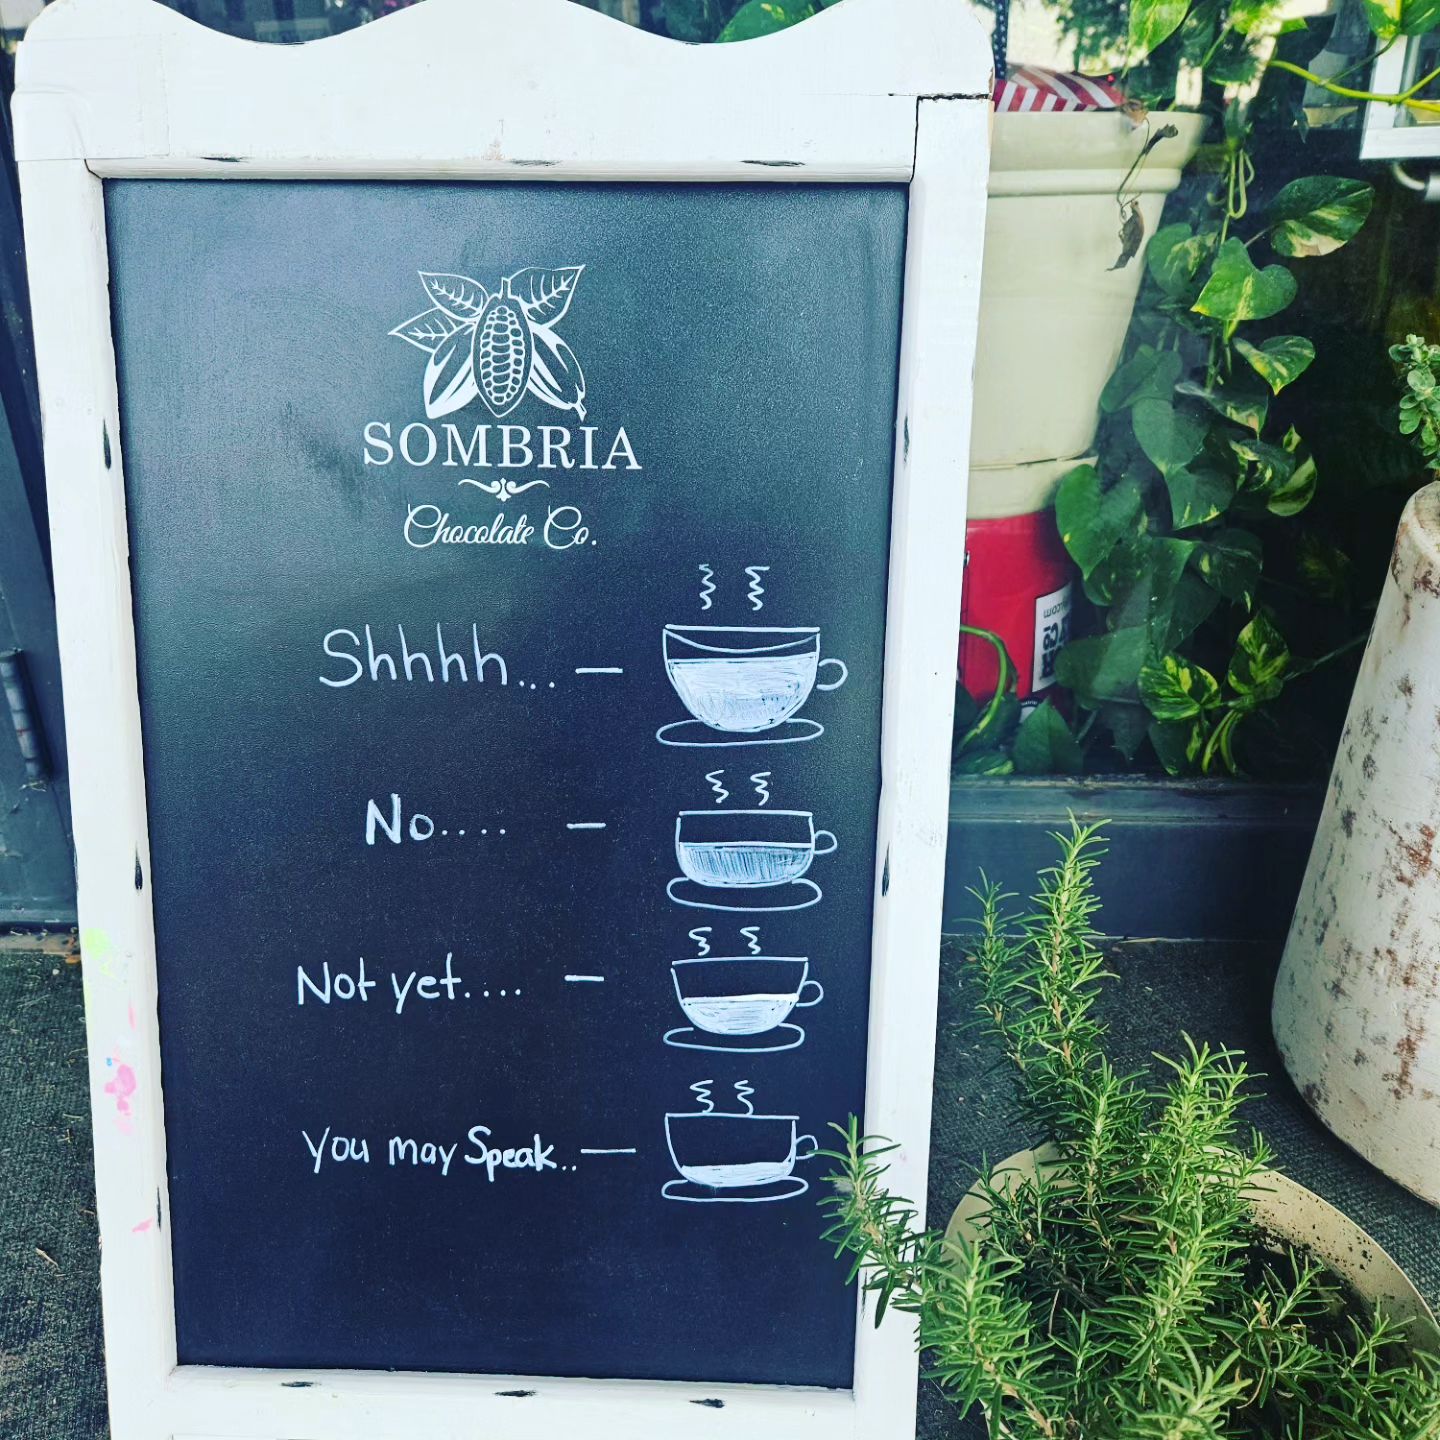 SOMBRIA
Chocolate Co.
Shhhh... —
No.... —
Not yet.... —
You may Speak.. —